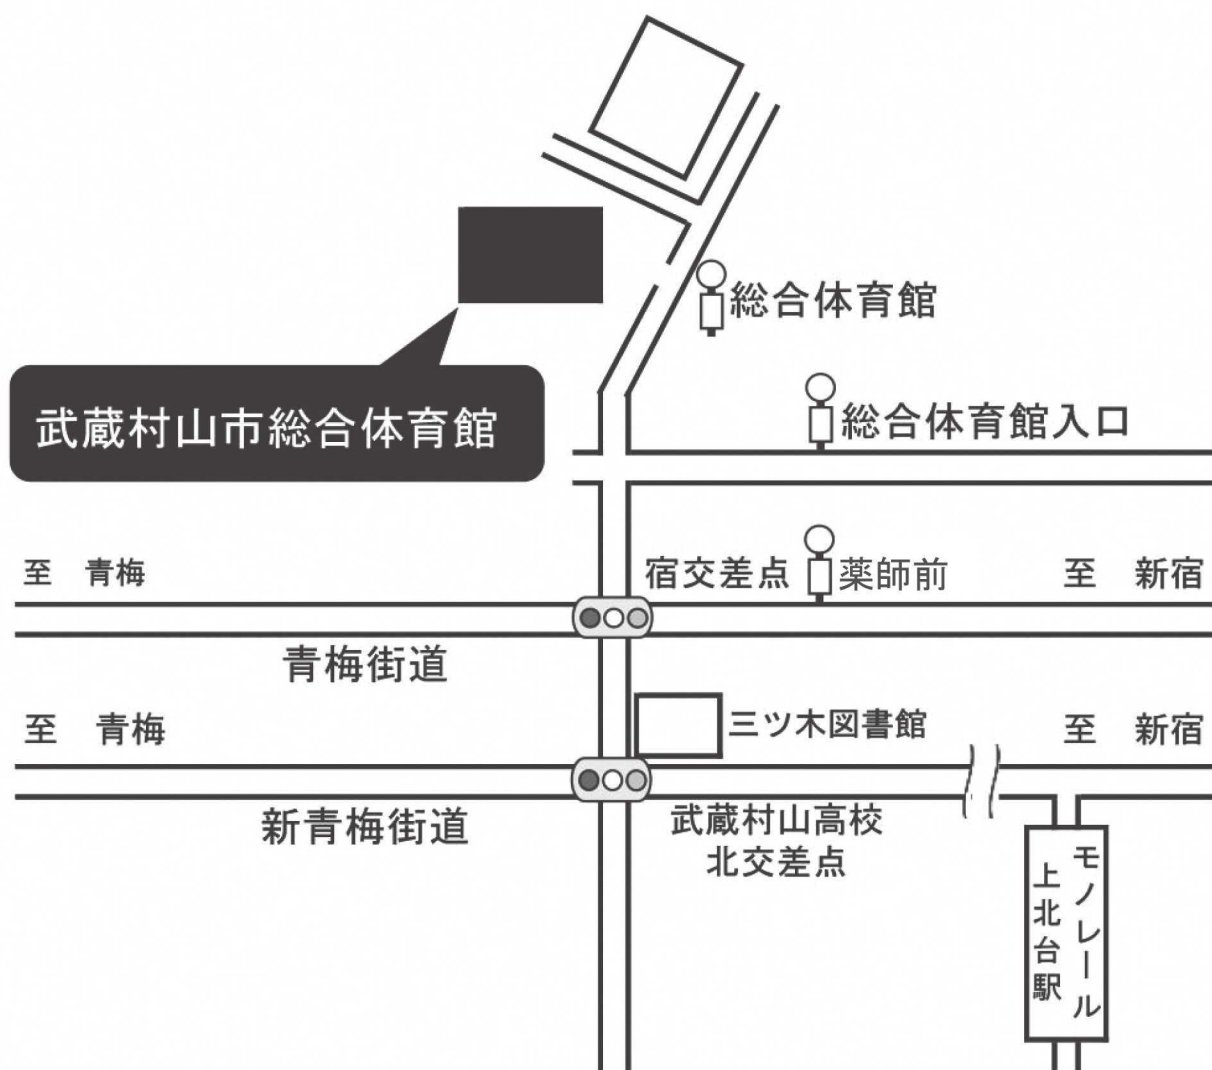 総合体育館
総合体育館入口
武蔵村山市総合体育館
至 青梅
宿交差点
薬師前
至 新宿
青梅街道
至 青梅
三ツ木図書館
至 新宿
新青梅街道
武蔵村山高校
北交差点
モノレール
上北台駅